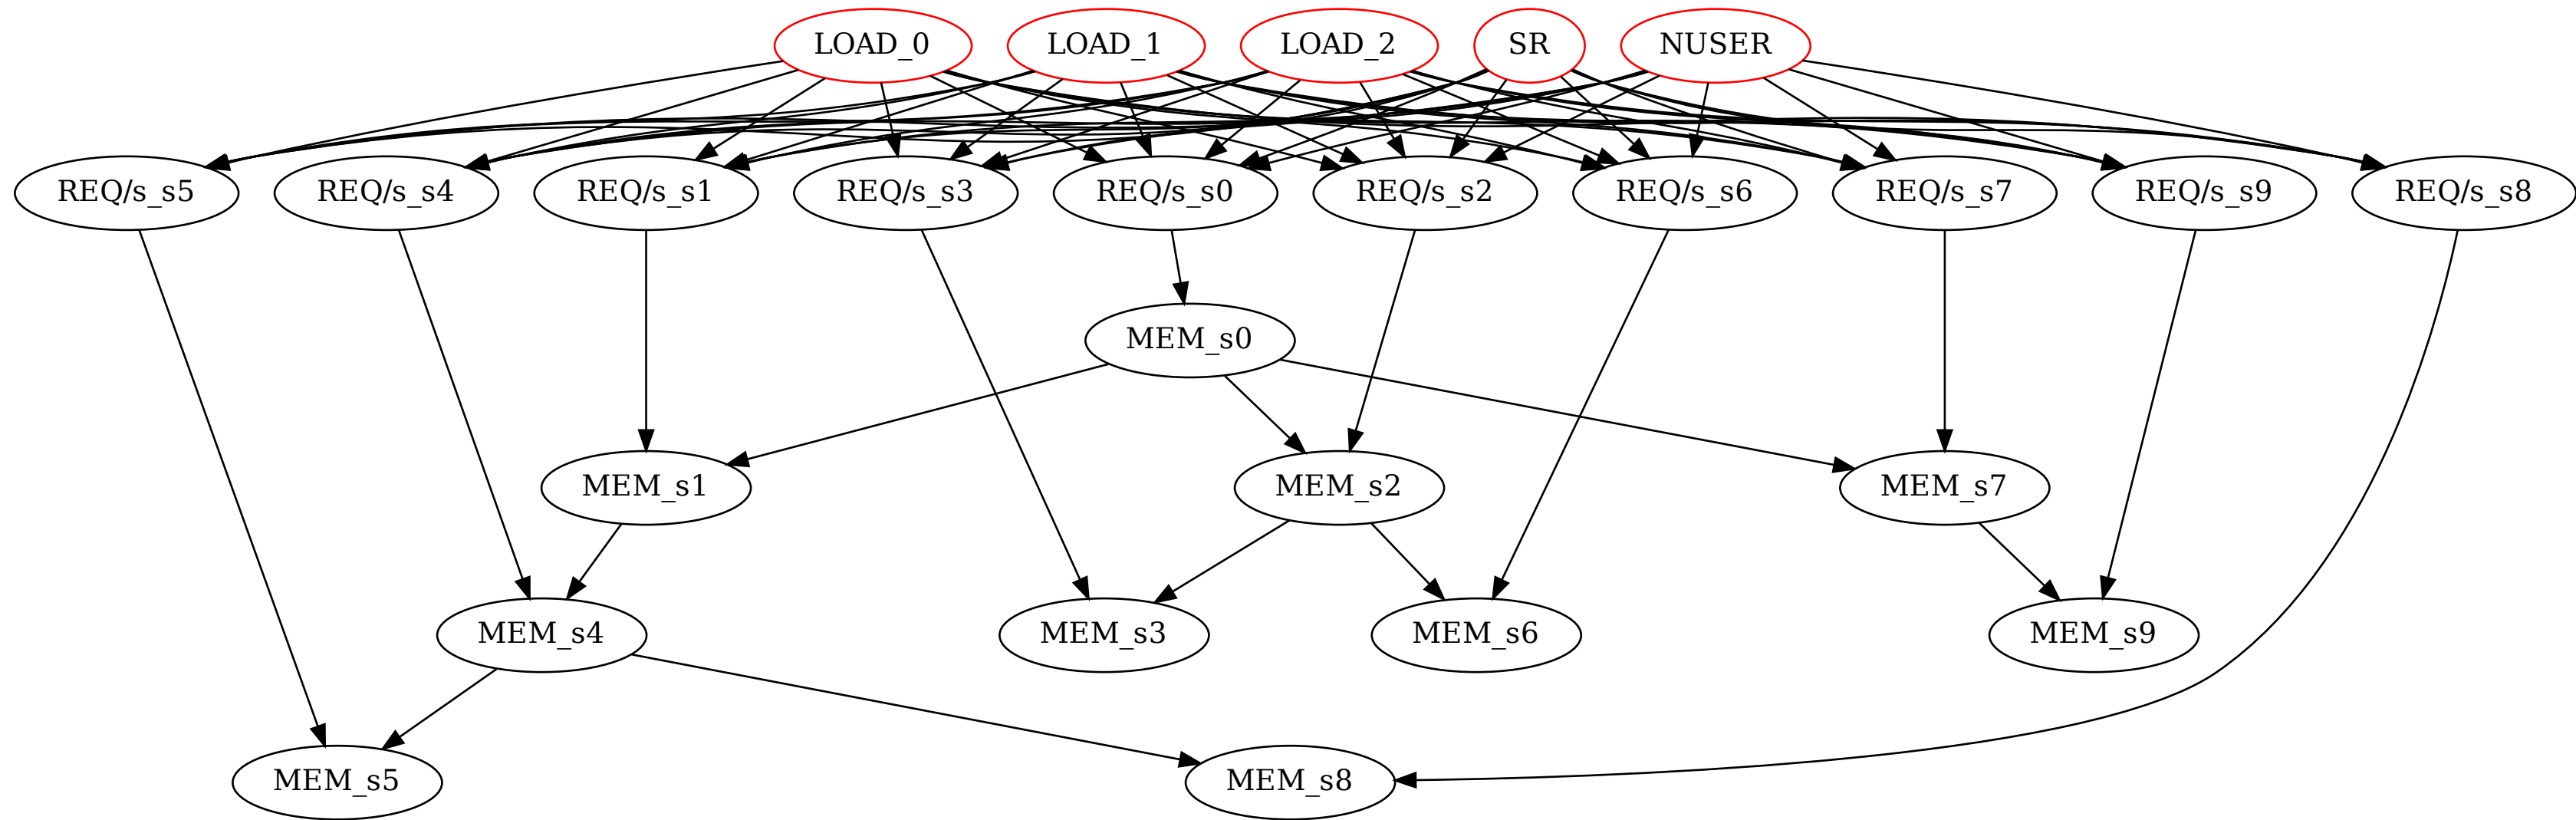 LOAD_0
LOAD_1
LOAD_2
SR
NUSER
REQ/s_s5
REQ/s_s4
REQ/s_s1
REQ/s_s3
REQ/s_s0
REQ/s_s2
REQ/s_s6
REQ/s_s7
REQ/s_s9
REQ/s_s8
MEM_s0
MEM_s1
MEM_s2
MEM_s7
MEM_s4
MEM_s3
MEM_s6
MEM_s9
MEM_s5
MEM_s8